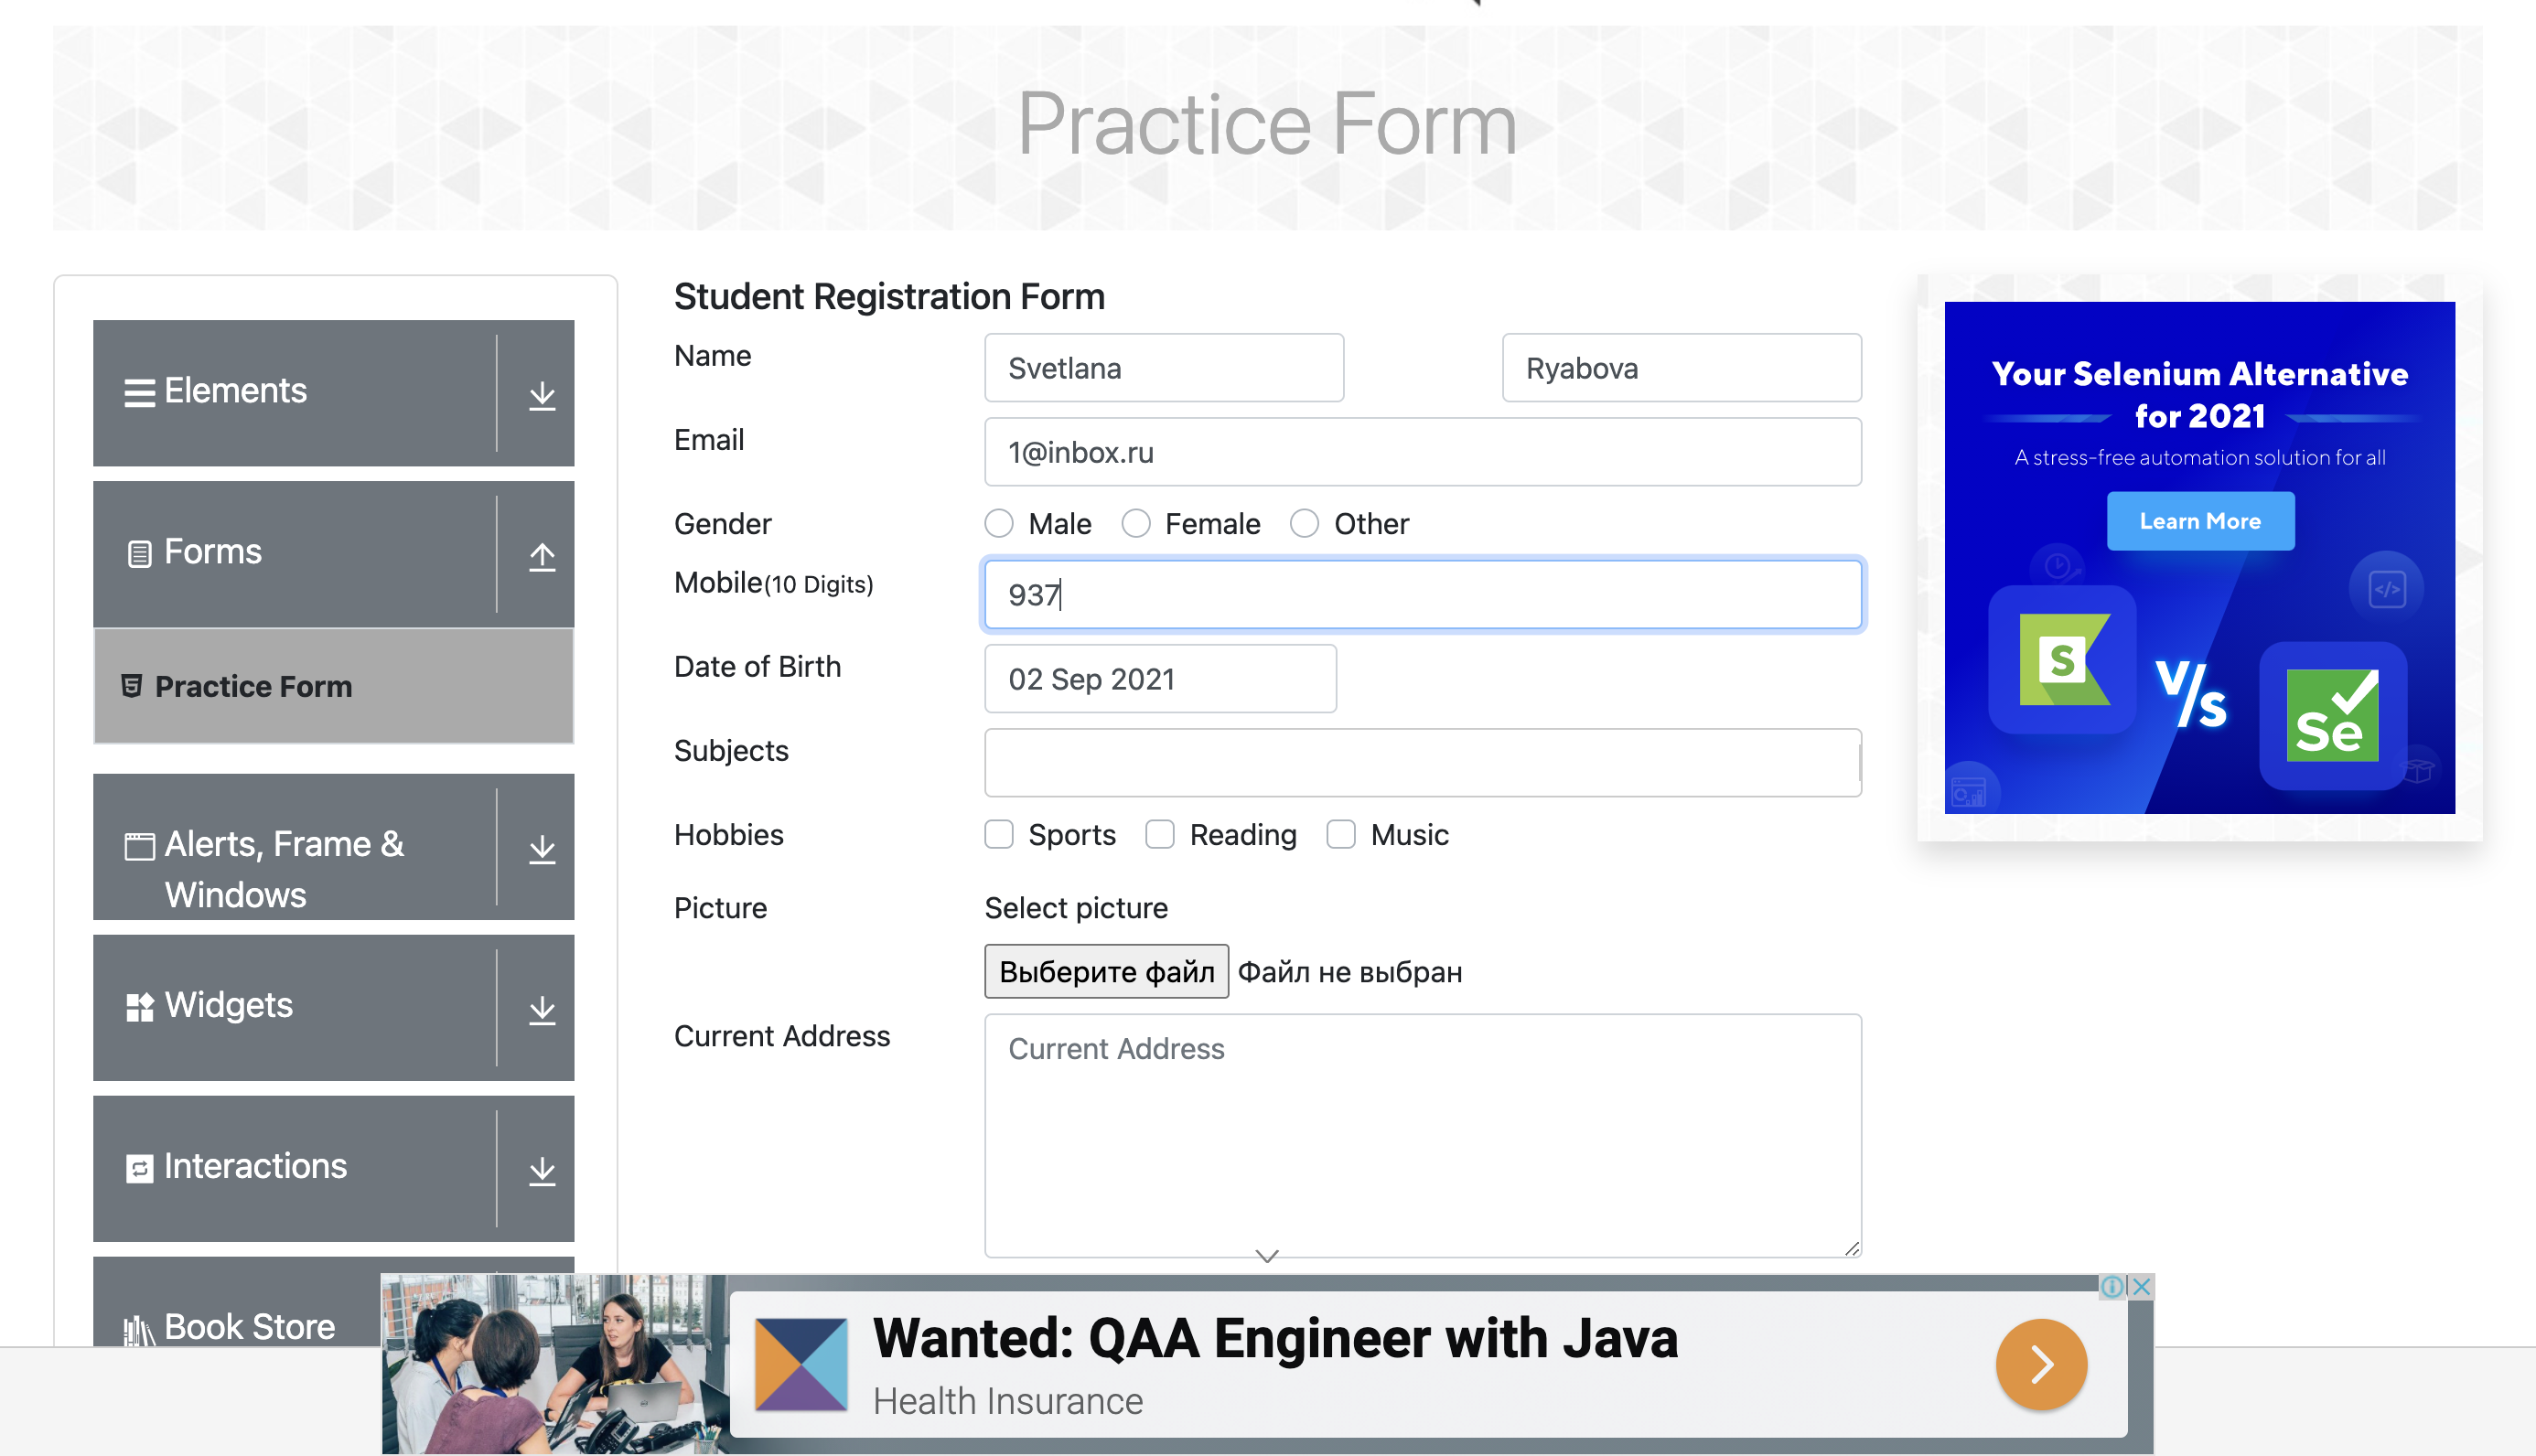 Practice Form
Elements
Forms
Practice Form
Alerts, Frame &
Windows
Widgets
Interactions
Book Store
Student Registration Form
Name
Svetlana
Ryabova
Email
1@inbox.ru
Gender
Male
Female
Other
Mobile(10 Digits)
937
Date of Birth
02 Sep 2021
Subjects
Hobbies
Sports
Reading
Music
Picture
Select picture
Выберите файл
Файл не выбран
Current Address
Current Address
Your Selenium Alternative
for 2021
A stress-free automation solution for all
Learn More
S
V/s
Se
Wanted: QAA Engineer with Java
Health Insurance